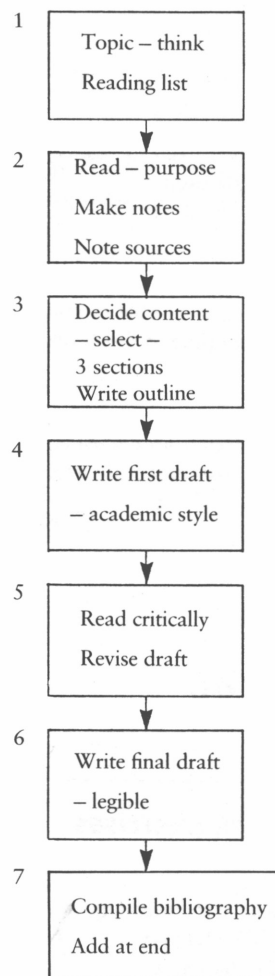 1
Topic – think
Reading list
2
Read – purpose
Make notes
Note sources
3
Decide content
– select –
3 sections
Write outline
4
Write first draft
– academic style
5
Read critically
Revise draft
6
Write final draft
– legible
7
Compile bibliography
Add at end